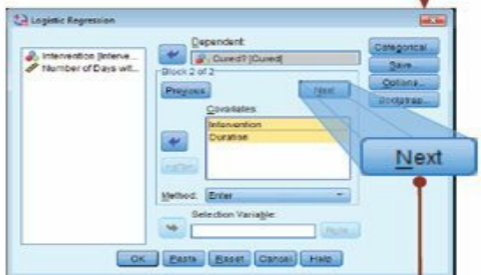 Logistic Regression
Dependent:
Cured? [Cured]
Intervention [Interve...
Number of Days wit...
Block 2 of 2
Previous
Next
Covariates:
Intervention
Duration
Method: Enter
Selection Variable:
Rule...
OK
Paste
Reset
Cancel
Help
Categorical...
Save...
Options...
Bootstrap...
Next